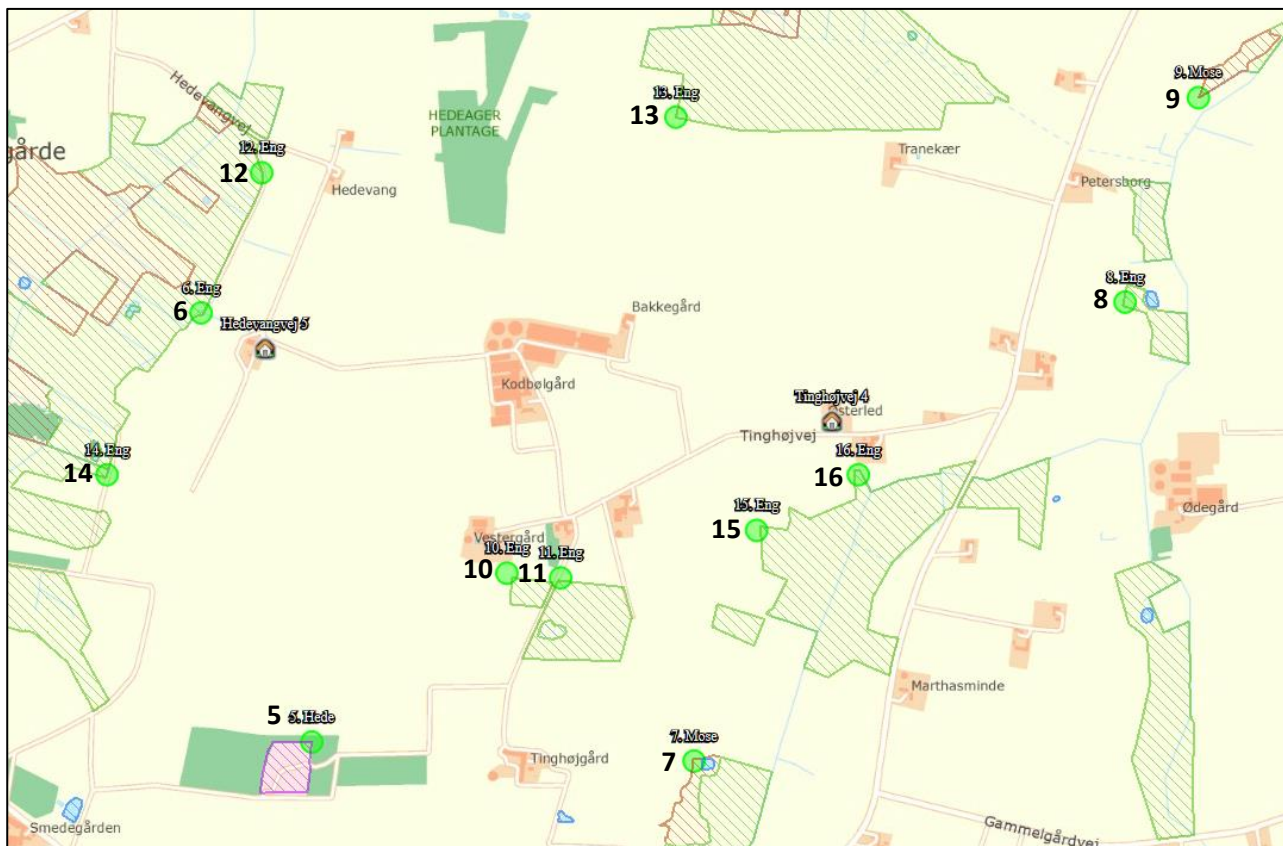 9. Mose
9
13. Eng
13
HEDEAGER
PLANTAGE
Hedevangvej
12. Eng
12
gårde
Hedevang
Tranekær
Petersborg
6. Eng
6
8. Eng
8
Hedevangvej 5
Bakkegård
Kodbølgård
Tinghøjvej 4
Østerled
Tinghøjvej
14. Eng
14
16. Eng
16
15. Eng
15
Ødegård
Vestergård
10. Eng
10
11. Eng
11
Marthasminde
5
5. Hede
7. Mose
7
Tinghøjgård
Smedegården
Gammelgårdvej